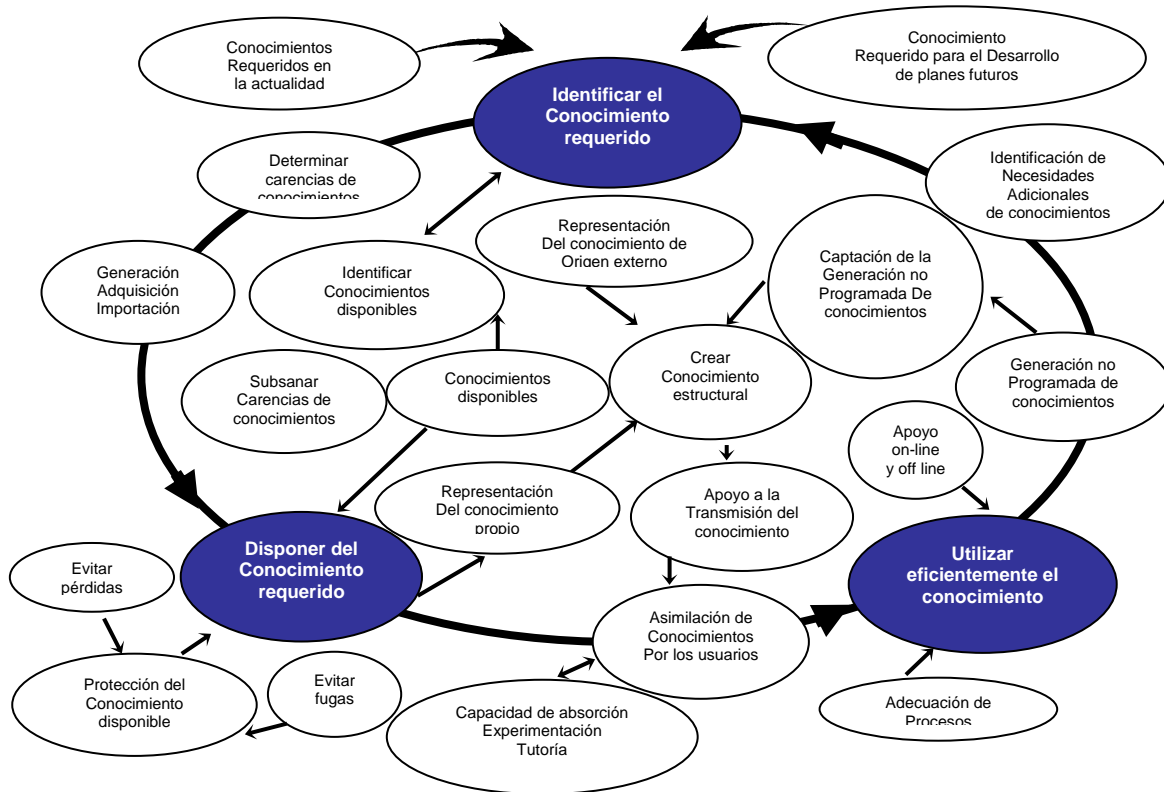 Conocimientos
Requeridos en
la actualidad
Conocimiento
Requerido para el Desarrollo
de planes futuros
Identificar el
Conocimiento
requerido
Determinar
carencias de
conocimientos
Identificación de
Necesidades
Adicionales
de conocimientos
Representación
Del conocimiento de
Origen externo
Captación de la
Generación no
Programada De
conocimientos
Generación
Adquisición
Importación
Identificar
Conocimientos
disponibles
Crear
Conocimiento
estructural
Generación no
Programada de
conocimientos
Subsanar
Carencias de
conocimientos
Conocimientos
disponibles
Apoyo
on-line
y off line
Representación
Del conocimiento
propio
Apoyo a la
Transmisión del
conocimiento
Disponer del
Conocimiento
requerido
Utilizar
eficientemente el
conocimiento
Evitar
pérdidas
Asimilación de
Conocimientos
Por los usuarios
Protección del
Conocimiento
disponible
Evitar
fugas
Capacidad de absorción
Experimentación
Tutoría
Adecuación de
Procesos